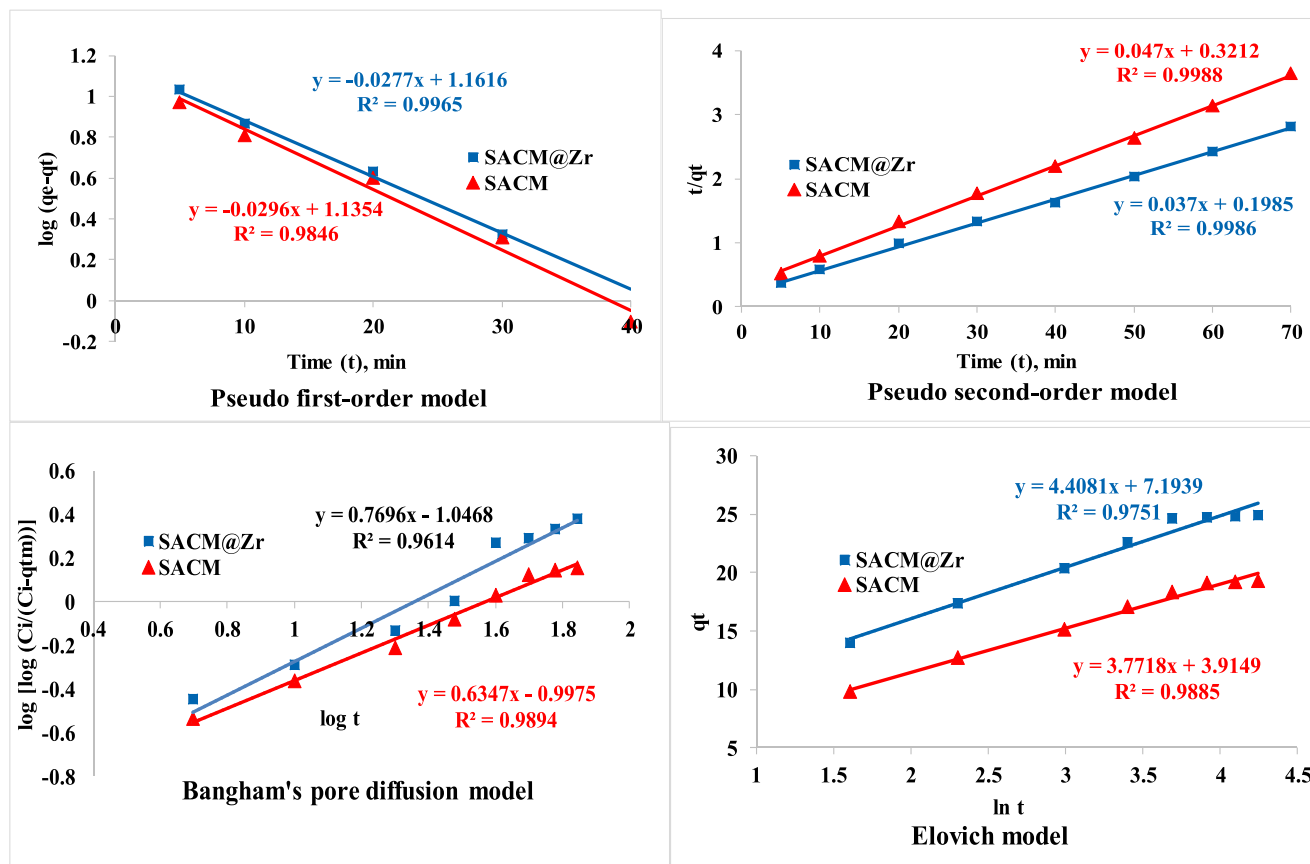 1.2
1
0.8
0.6
0.4
0.2
0
-0.2
0
10
20
30
40
log (qe-qt)
y = -0.0277x + 1.1616
R² = 0.9965
SACM@Zr
SACM
y = -0.0296x + 1.1354
R² = 0.9846
Time (t), min
Pseudo first-order model
4
3
2
1
0
0
10
20
30
40
50
60
70
t/qt
y = 0.047x + 0.3212
R² = 0.9988
SACM@Zr
SACM
y = 0.037x + 0.1985
R² = 0.9986
Time (t), min
Pseudo second-order model
0.6
0.4
0.2
0
-0.2
-0.4
-0.6
-0.8
0.4
0.6
0.8
1
1.2
1.4
1.6
1.8
2
log [log (Ci/(Ci-qtm))]
y = 0.7696x - 1.0468
R² = 0.9614
SACM@Zr
SACM
y = 0.6347x - 0.9975
R² = 0.9894
log t
Bangham's pore diffusion model
30
25
20
15
10
5
1
1.5
2
2.5
3
3.5
4
4.5
qt
y = 4.4081x + 7.1939
R² = 0.9751
SACM@Zr
SACM
y = 3.7718x + 3.9149
R² = 0.9885
ln t
Elovich model